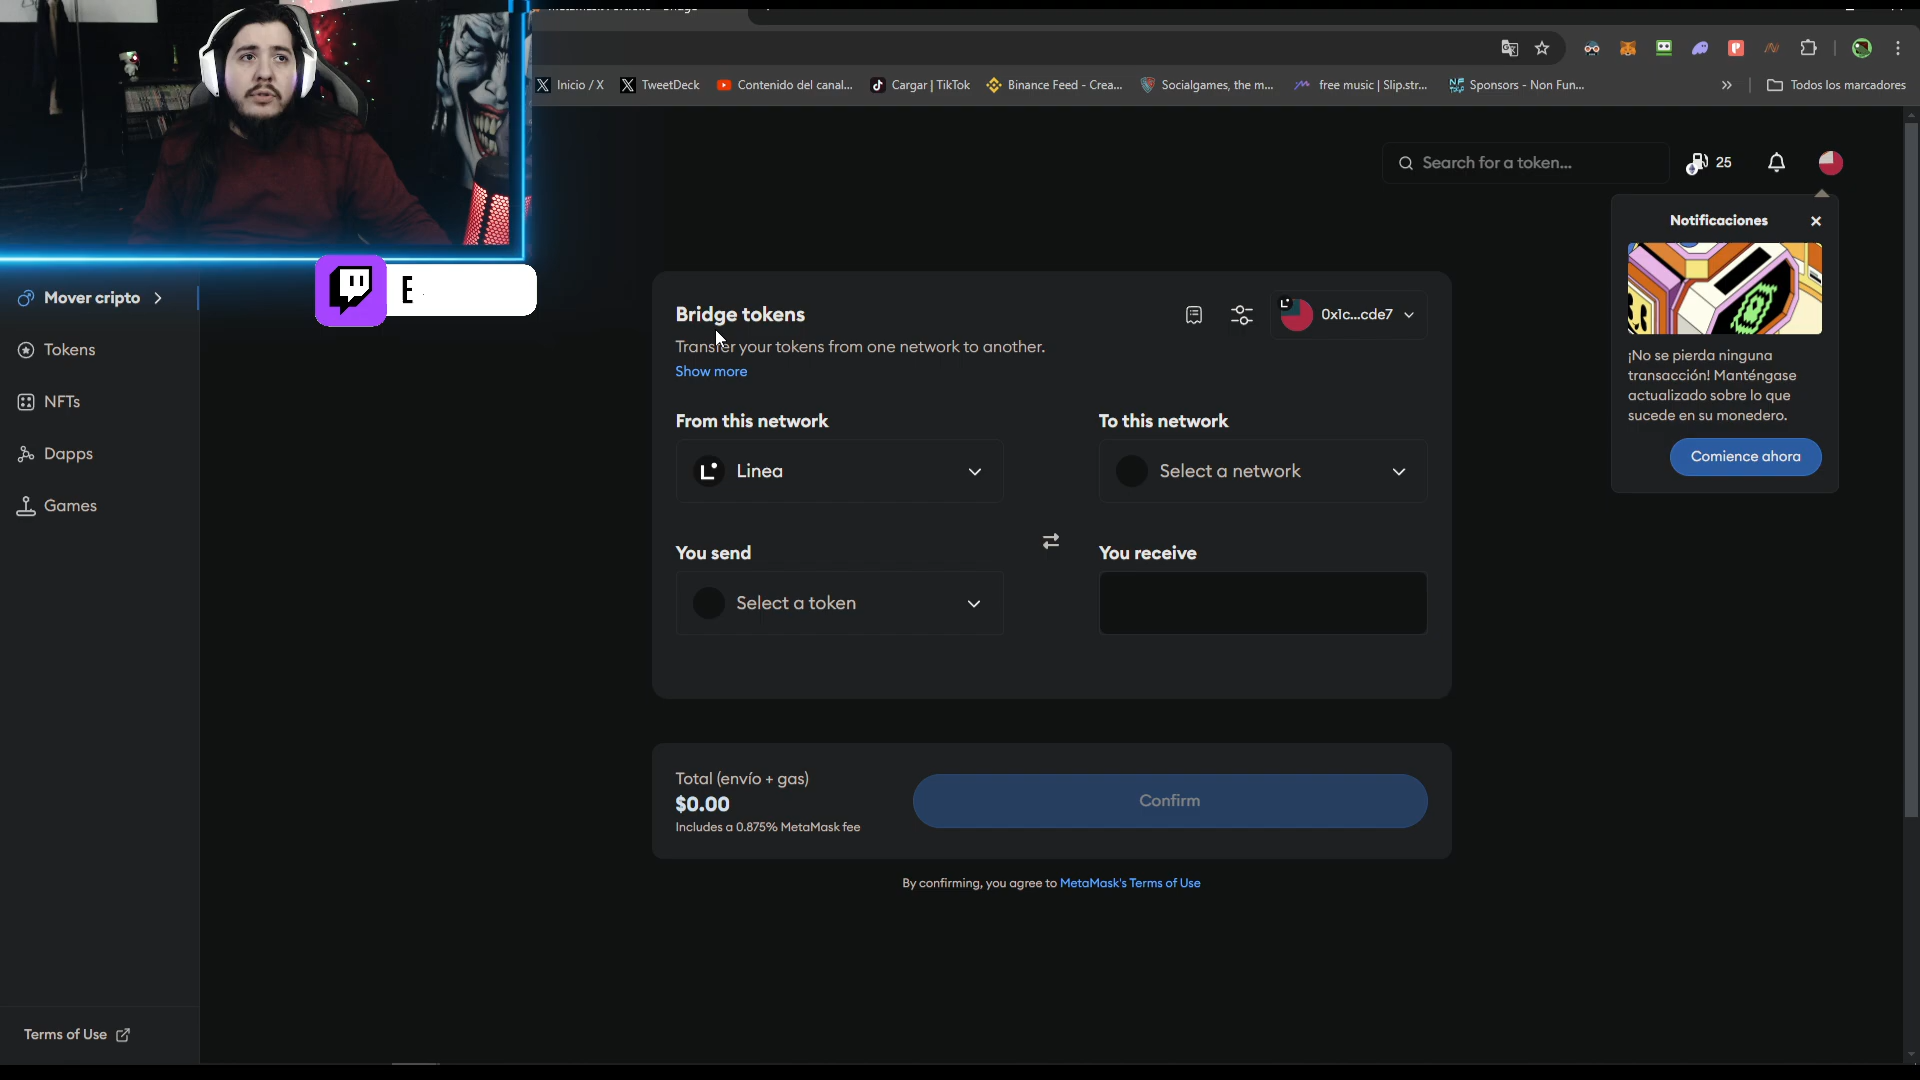 Inicio / X
TweetDeck
Contenido del canal...
Cargar | TikTok
Binance Feed - Crea...
Socialgames, the m...
free music | Slip.str...
Sponsors - Non Fun...
Todos los marcadores
Search for a token...
25
Notificaciones
¡No se pierda ninguna
transacción! Manténgase
actualizado sobre lo que
sucede en su monedero.
Comience ahora
E
Mover cripto
Tokens
NFTs
Dapps
Games
Terms of Use
Bridge tokens
0x1c...cde7
Transfer your tokens from one network to another.
Show more
From this network
To this network
Linea
Select a network
You send
You receive
Select a token
Total (envío + gas)
$0.00
Includes a 0.875% MetaMask fee
Confirm
By confirming, you agree to MetaMask's Terms of Use